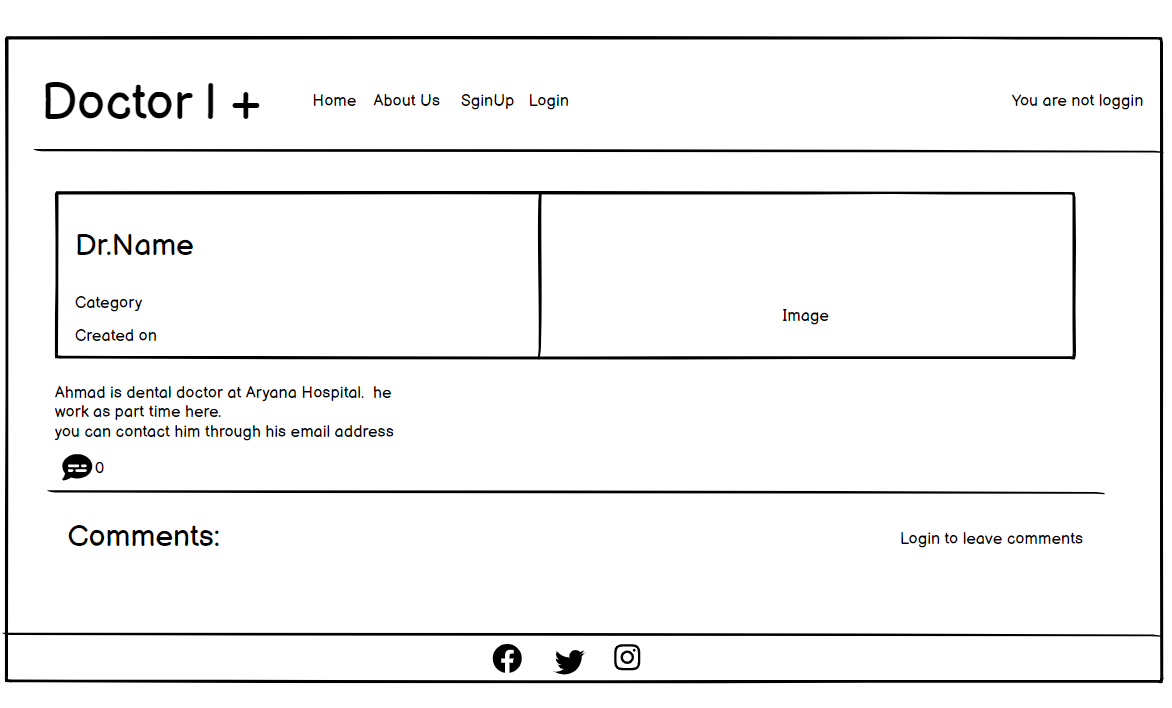 Doctor | +
Home About Us SginUp Login
You are not loggin
Dr.Name
Category
Created on
Image
Ahmad is dental doctor at Aryana Hospital. he
work as part time here.
you can contact him through his email address
0
Comments:
Login to leave comments